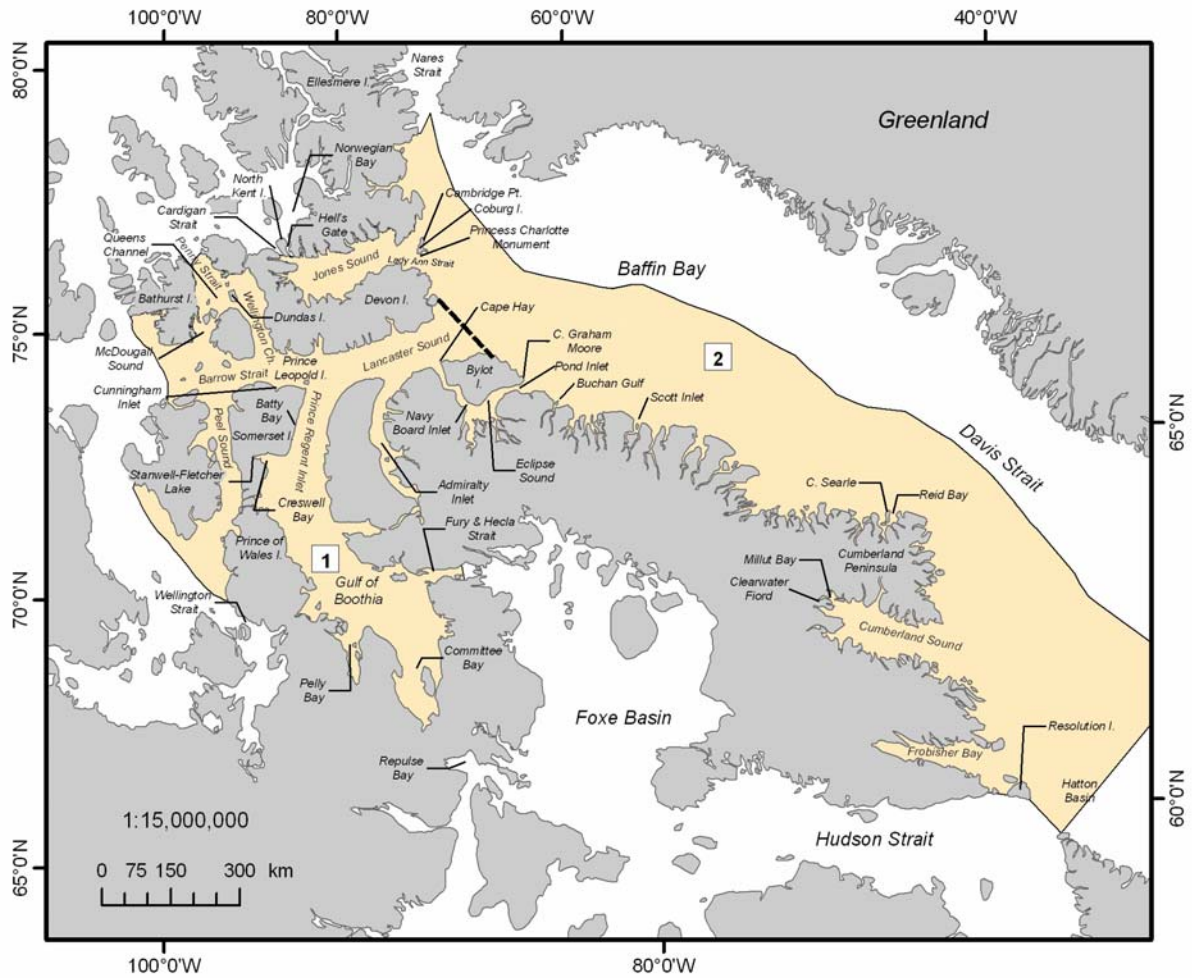 100°0'W 80°0'W 60°0'W 40°0'W
80°0'N
75°0'N
70°0'N
65°0'N
65°0'N
60°0'N
Nares
Strait
Ellesmere I.
Greenland
Norwegian
Bay
North
Kent I.
Cardigan
Strait
Hell's
Gate
Cambridge Pt.
Coburg I.
Princess Charlotte
Monument
Queens
Channel
Penny Strait
Jones Sound
Lady Ann Strait
Baffin Bay
Bathurst I.
Wellington Ch.
Devon I.
Dundas I.
Cape Hay
C. Graham
Moore
McDougall
Sound
Lancaster Sound
2
Prince
Leopold I.
Barrow Strait
Bylot
I.
Pond Inlet
Cunningham
Inlet
Buchan Gulf
Scott Inlet
Batty
Bay
Navy
Board Inlet
Peel Sound
Somerset I.
Prince Regent Inlet
Davis Strait
Eclipse
Sound
Stanwell-Fletcher
Lake
Admiralty
Inlet
C. Searle
Reid Bay
Creswell
Bay
Fury & Hecla
Strait
Prince of
Wales I.
1
Cumberland
Peninsula
Millut Bay
Clearwater
Fiord
Gulf of
Boothia
Wellington
Strait
Cumberland Sound
Committee
Bay
Pelly
Bay
Foxe Basin
Resolution I.
Frobisher Bay
Repulse
Bay
Hatton
Basin
Hudson Strait
1:15,000,000
0 75 150 300 km
100°0'W 80°0'W